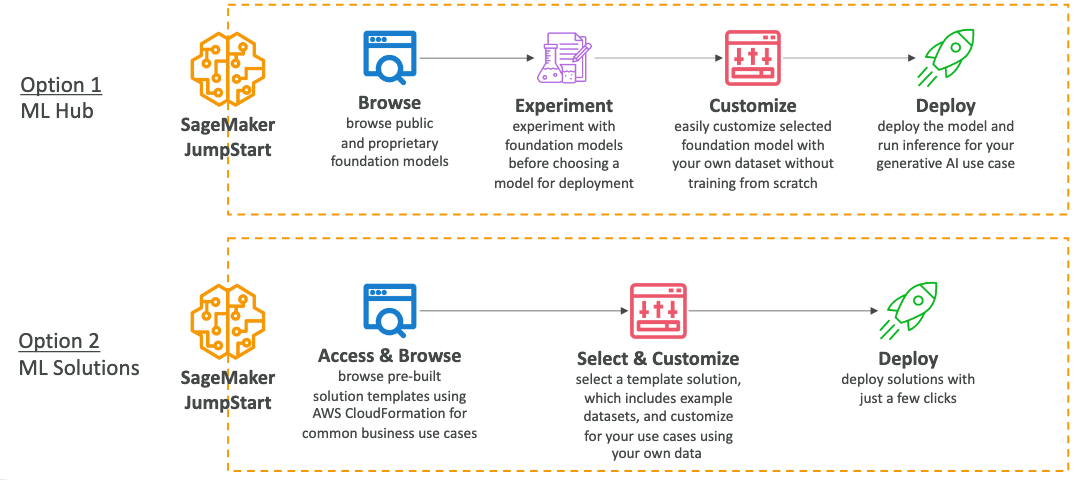 Option 1
ML Hub
SageMaker
JumpStart
Browse
browse public
and proprietary
foundation models
Experiment
experiment with
foundation models
before choosing a
model for deployment
Customize
easily customize selected
foundation model with
your own dataset without
training from scratch
Deploy
deploy the model and
run inference for your
generative AI use case
Option 2
ML Solutions
SageMaker
JumpStart
Access & Browse
browse pre-built
solution templates using
AWS CloudFormation for
common business use cases
Select & Customize
select a template solution,
which includes example
datasets, and customize
for your use cases using
your own data
Deploy
deploy solutions with
just a few clicks